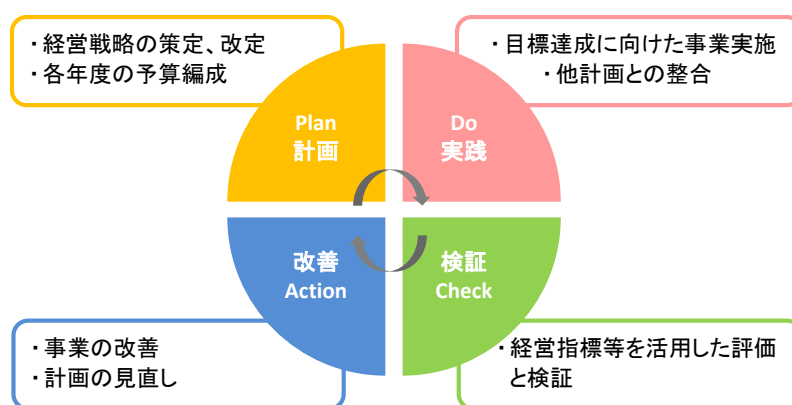 ・経営戦略の策定、改定
・各年度の予算編成
・目標達成に向けた事業実施
・他計画との整合
Plan
計画
Do
実践
改善
Action
検証
Check
・事業の改善
・計画の見直し
・経営指標等を活用した評価
と検証